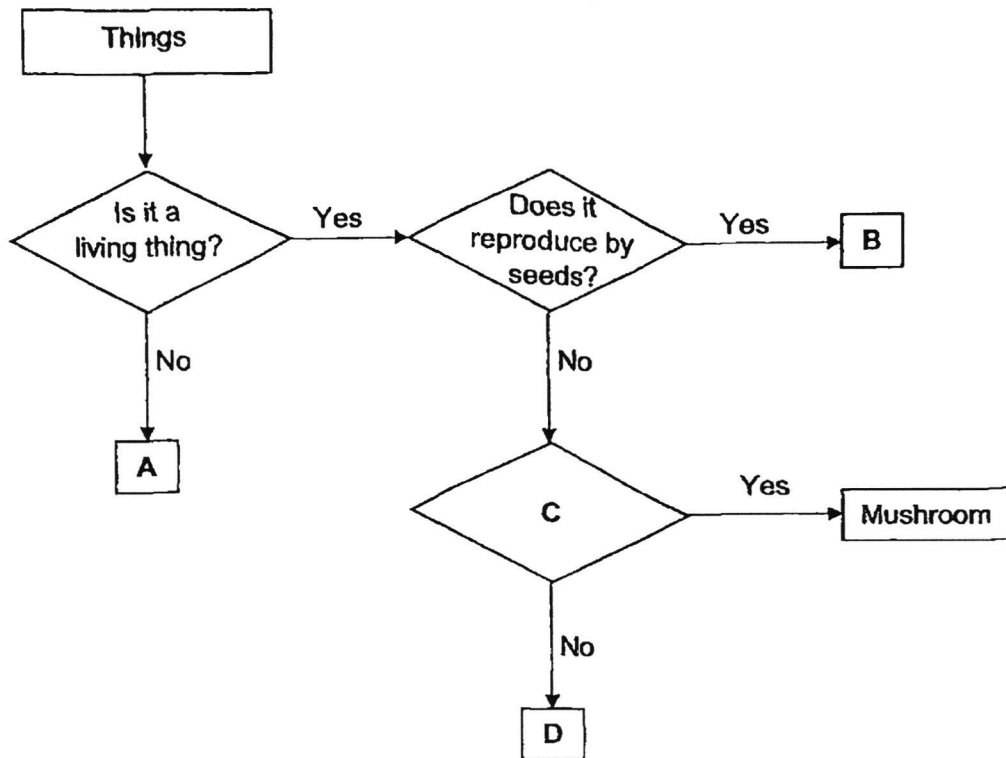 Things
Is it a
living thing?
Yes
Does it
reproduce by
seeds?
Yes
B
No
No
A
C
Yes
Mushroom
No
D